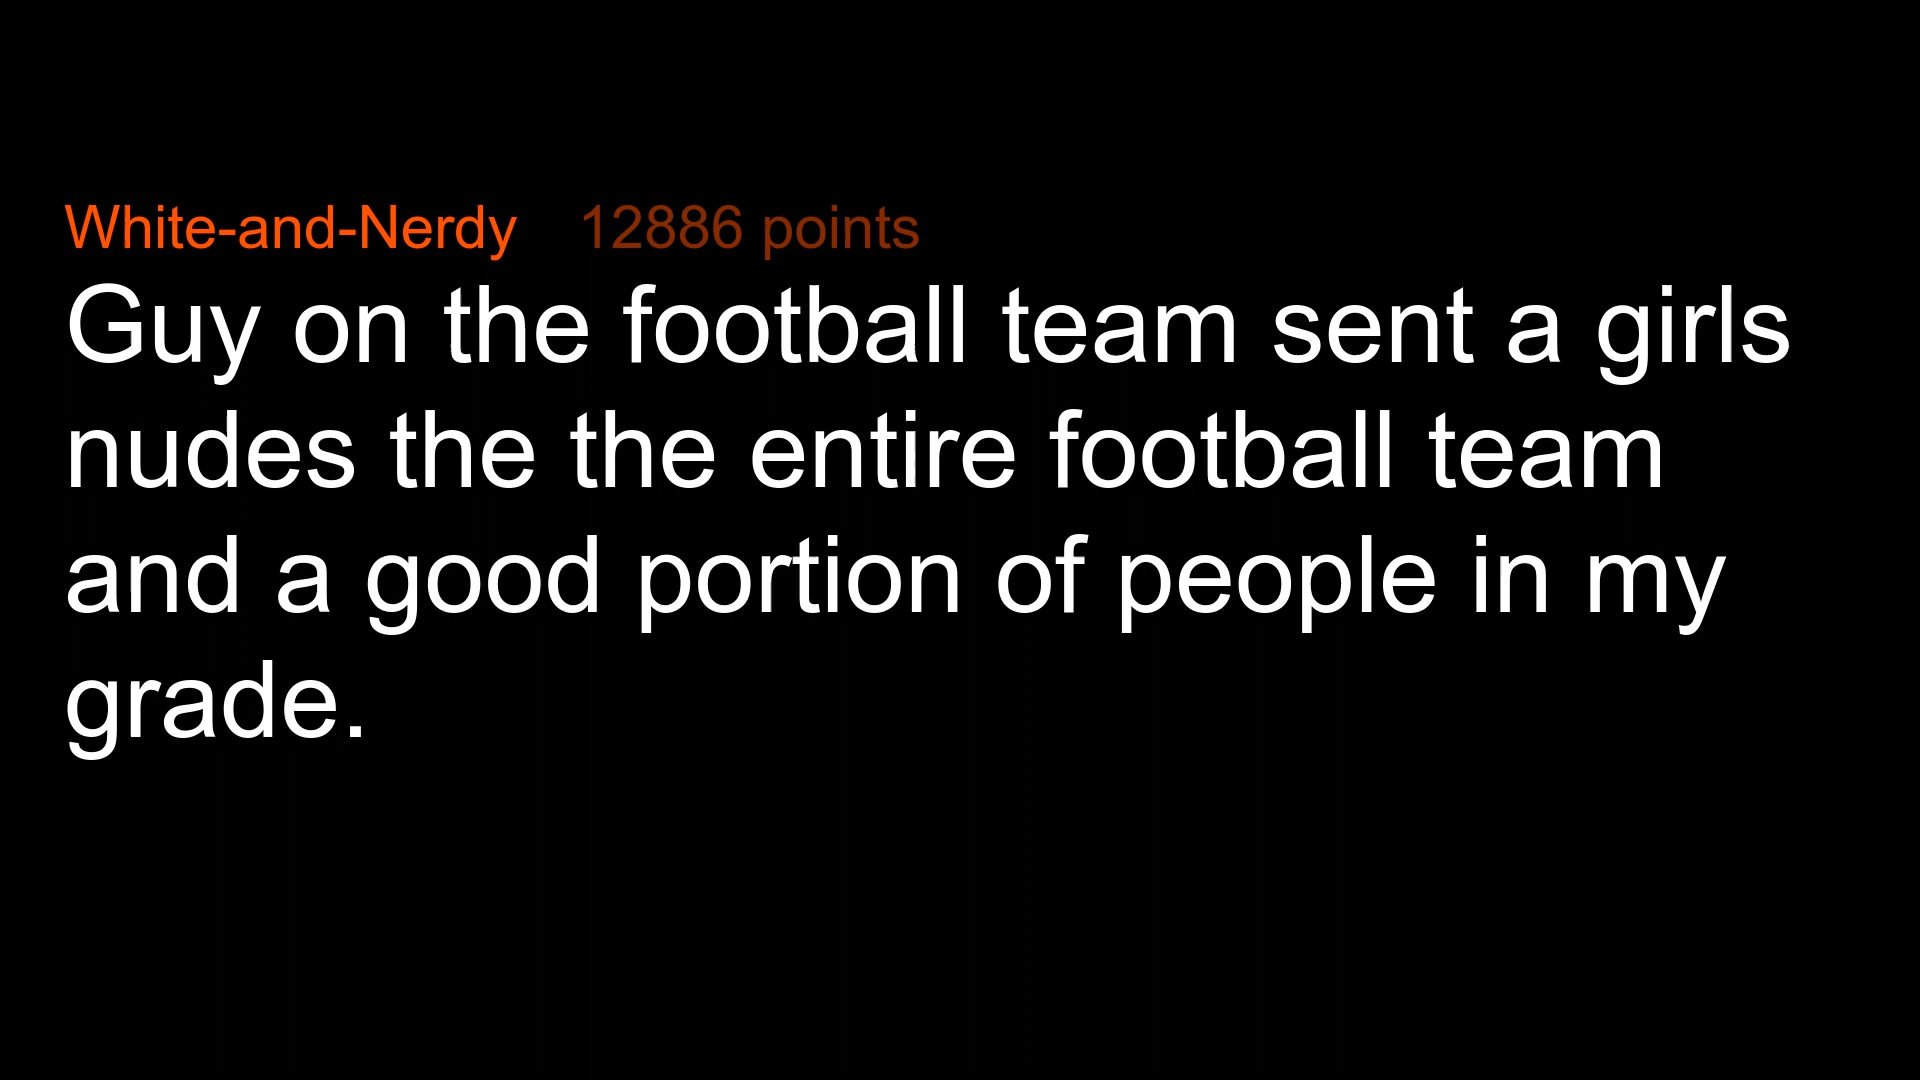 White-and-Nerdy 12886 points
Guy on the football team sent a girls
nudes the the entire football team
and a good portion of people in my
grade.